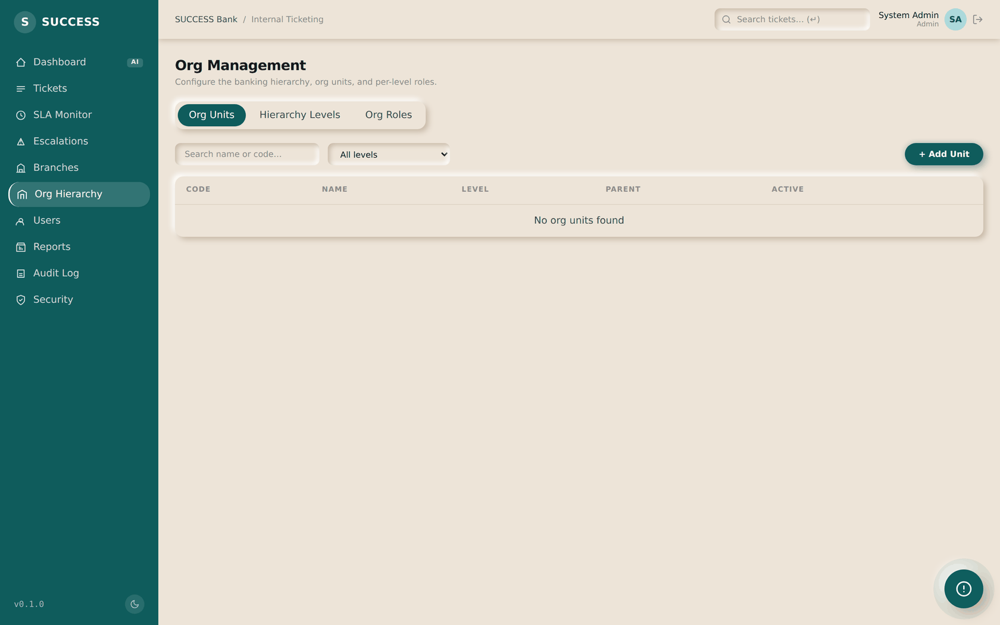 S SUCCESS
Dashboard AI
Tickets
SLA Monitor
Escalations
Branches
Org Hierarchy
Users
Reports
Audit Log
Security
v0.1.0
SUCCESS Bank / Internal Ticketing
Search tickets... (↵)
System Admin
Admin
SA
Org Management
Configure the banking hierarchy, org units, and per-level roles.
Org Units Hierarchy Levels Org Roles
Search name or code...
All levels
+ Add Unit
CODE NAME LEVEL PARENT ACTIVE
No org units found